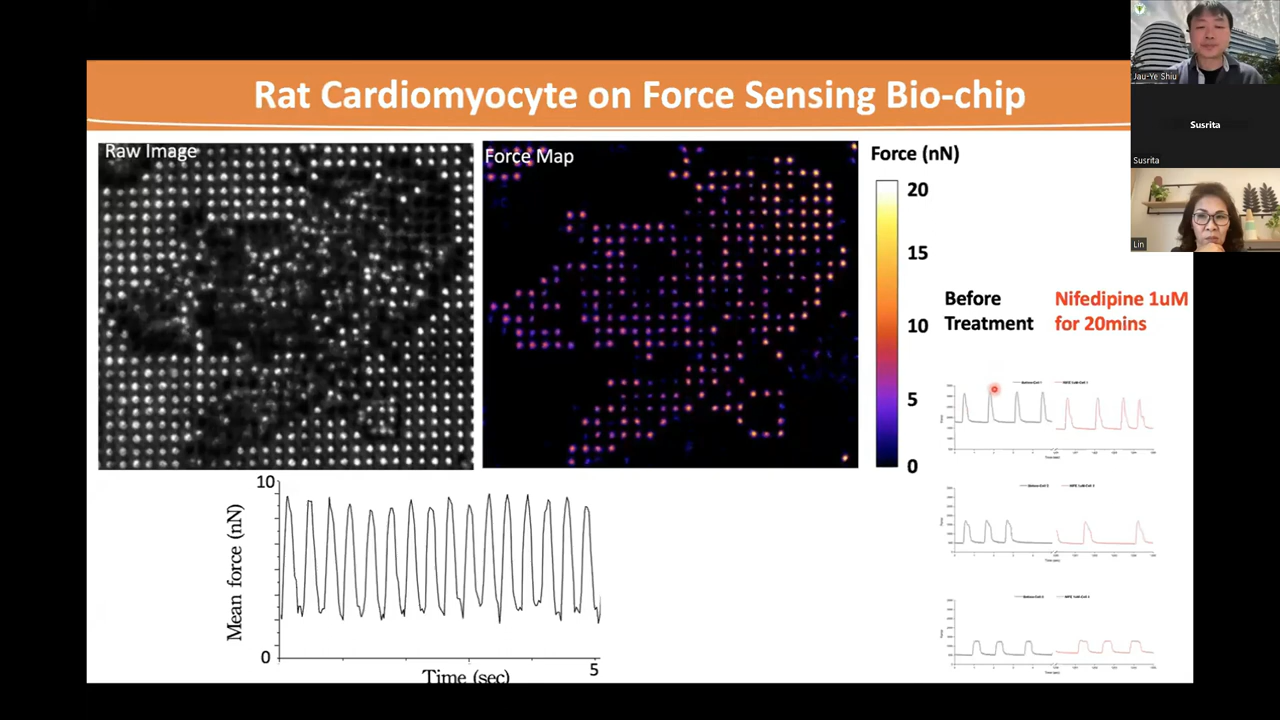 Rat Cardiomyocyte on Force Sensing Bio-chip
Raw Image
Force Map
Force (nN)
20
15
10
5
0
Before
Treatment
Nifedipine 1uM
for 20mins
10
Mean force (nN)
0
Time (sec)
5
Jau-Ye Shiu
Susrita
Susrita
Lin